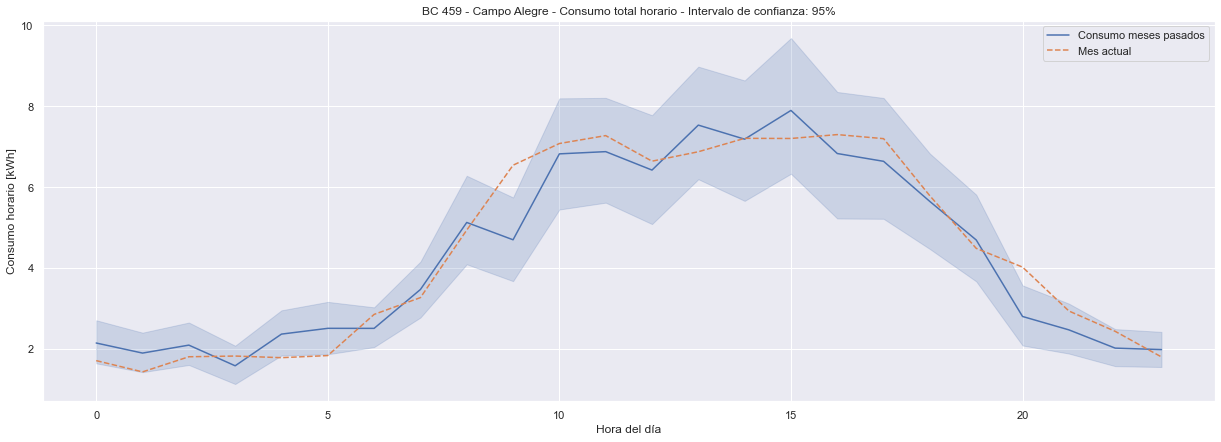 BC 459 - Campo Alegre - Consumo total horario - Intervalo de confianza: 95%
Consumo meses pasados
Mes actual
Consumo horario [kWh]
10
8
6
4
2
0
5
10
15
20
Hora del día